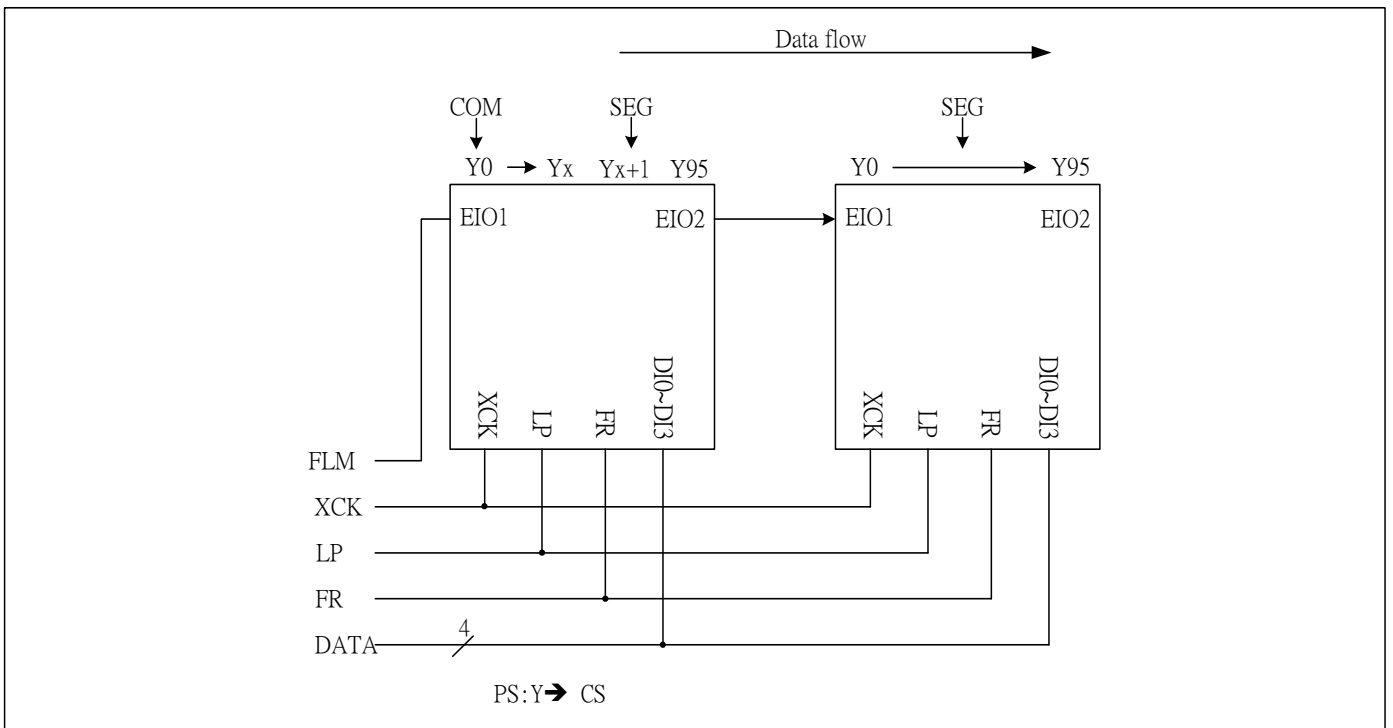 Data flow
COM SEG SEG
Y0 Yx Yx+1 Y95 Y0 Y95
EIO1 EIO2 EIO1 EIO2
XCK LP FR DI0~DI3 XCK LP FR DI0~DI3
FLM
XCK
LP
FR
4
DATA
PS:Y➔ CS